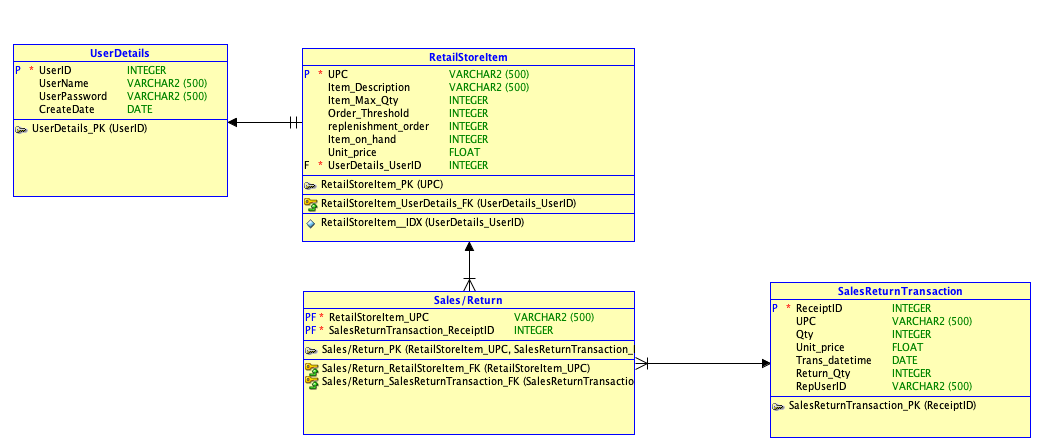 UserDetails
P * UserID INTEGER
UserName VARCHAR2 (500)
UserPassword VARCHAR2 (500)
CreateDate DATE
UserDetails_PK (UserID)
RetailStoreItem
P * UPC VARCHAR2 (500)
Item_Description VARCHAR2 (500)
Item_Max_Qty INTEGER
Order_Threshold INTEGER
replenishment_order INTEGER
Item_on_hand INTEGER
Unit_price FLOAT
F * UserDetails_UserID INTEGER
RetailStoreItem_PK (UPC)
RetailStoreItem_UserDetails_FK (UserDetails_UserID)
RetailStoreItem__IDX (UserDetails_UserID)
Sales/Return
PF * RetailStoreItem_UPC VARCHAR2 (500)
PF * SalesReturnTransaction_ReceiptID INTEGER
Sales/Return_PK (RetailStoreItem_UPC, SalesReturnTransaction_
Sales/Return_RetailStoreItem_FK (RetailStoreItem_UPC)
Sales/Return_SalesReturnTransaction_FK (SalesReturnTransactio
SalesReturnTransaction
P * ReceiptID INTEGER
UPC VARCHAR2 (500)
Qty INTEGER
Unit_price FLOAT
Trans_datetime DATE
Return_Qty INTEGER
RepUserID VARCHAR2 (500)
SalesReturnTransaction_PK (ReceiptID)